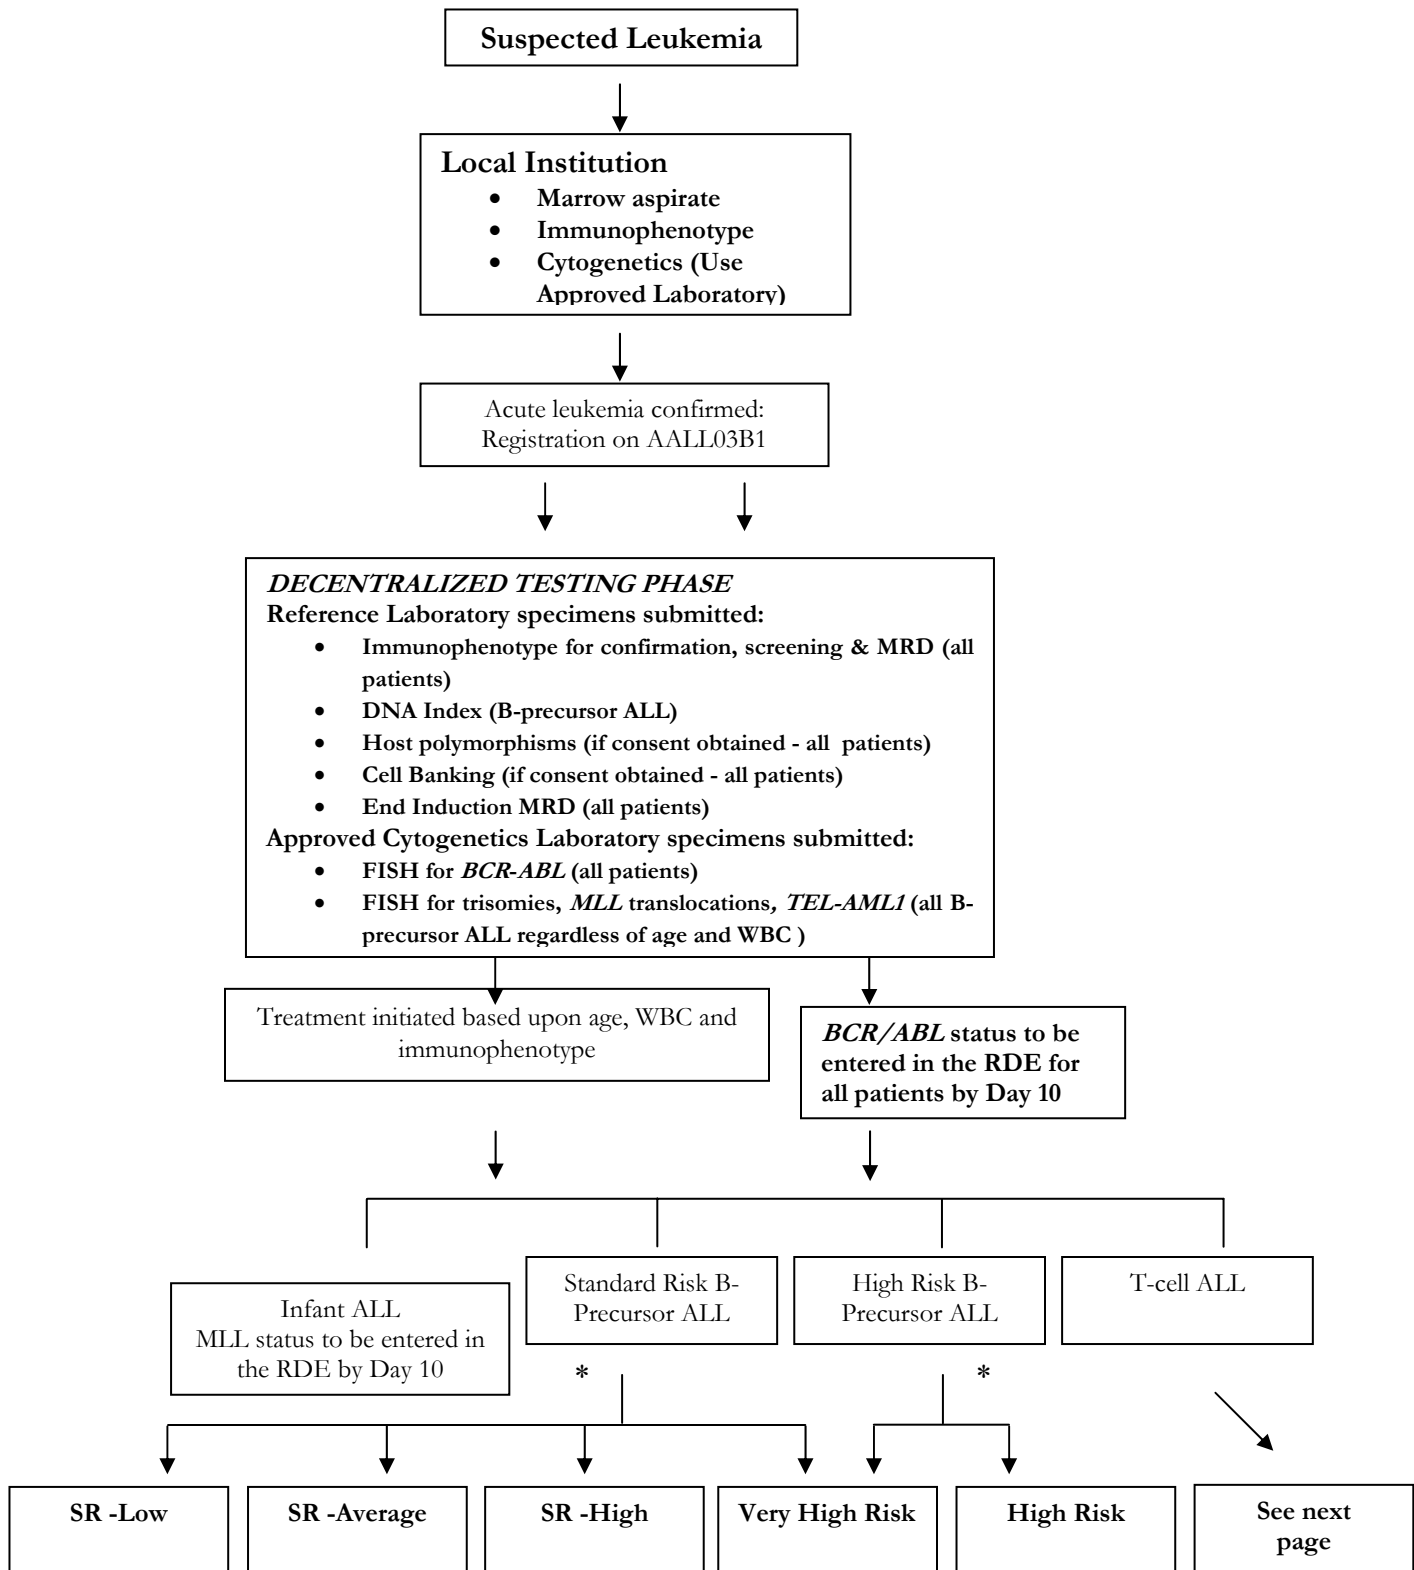 Suspected Leukemia
Local Institution
• Marrow aspirate
• Immunophenotype
• Cytogenetics (Use
Approved Laboratory)
Acute leukemia confirmed:
Registration on AALL03B1
DECENTRALIZED TESTING PHASE
Reference Laboratory specimens submitted:
• Immunophenotype for confirmation, screening & MRD (all
patients)
• DNA Index (B-precursor ALL)
• Host polymorphisms (if consent obtained - all patients)
• Cell Banking (if consent obtained - all patients)
• End Induction MRD (all patients)
Approved Cytogenetics Laboratory specimens submitted:
• FISH for BCR-ABL (all patients)
• FISH for trisomies, MLL translocations, TEL-AML1 (all B-
precursor ALL regardless of age and WBC )
Treatment initiated based upon age, WBC and
immunophenotype
BCR/ABL status to be
entered in the RDE for
all patients by Day 10
Infant ALL
MLL status to be entered in
the RDE by Day 10
Standard Risk B-
Precursor ALL
*
High Risk B-
Precursor ALL
*
T-cell ALL
SR -Low
SR -Average
SR -High
Very High Risk
High Risk
See next
page